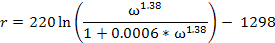 r = 220 ln ( ω^1.38 / (1 + 0.0006 * ω^1.38) ) − 1298